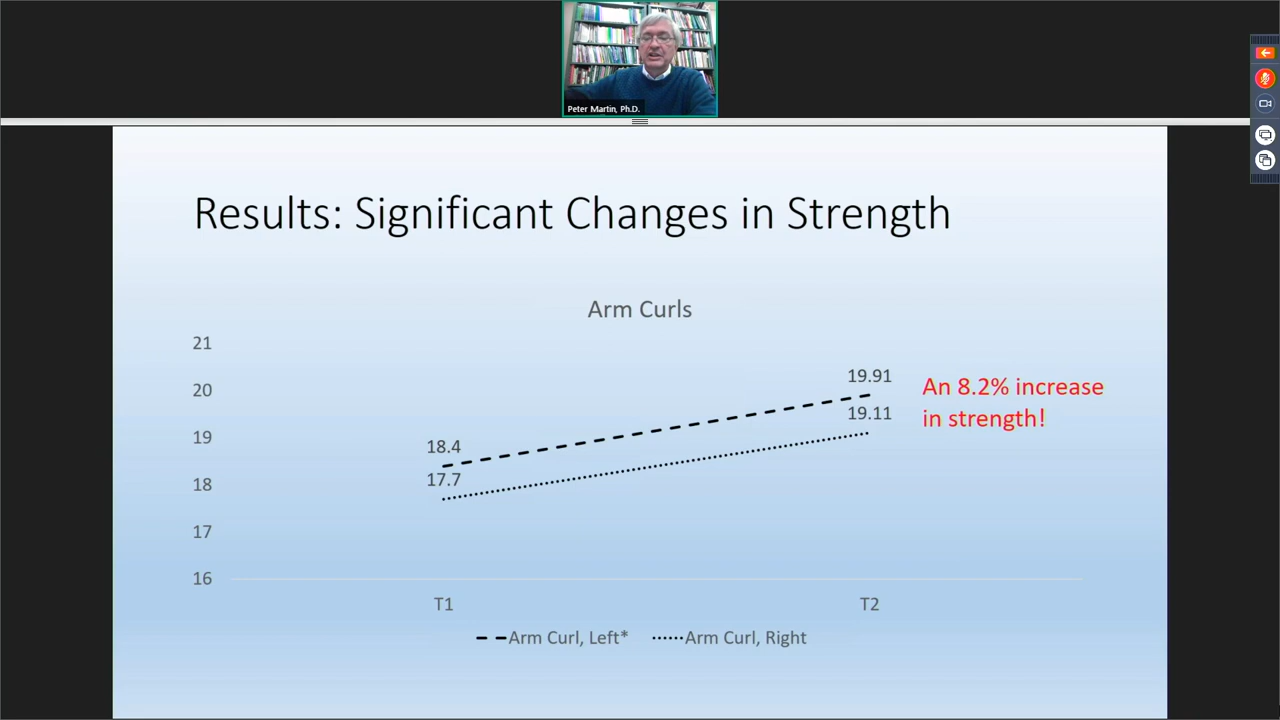 Peter Martin, Ph.D.
Results: Significant Changes in Strength
Arm Curls
21
20
19
18
17
16
18.4
17.7
19.91
19.11
An 8.2% increase
in strength!
T1
T2
Arm Curl, Left*
Arm Curl, Right